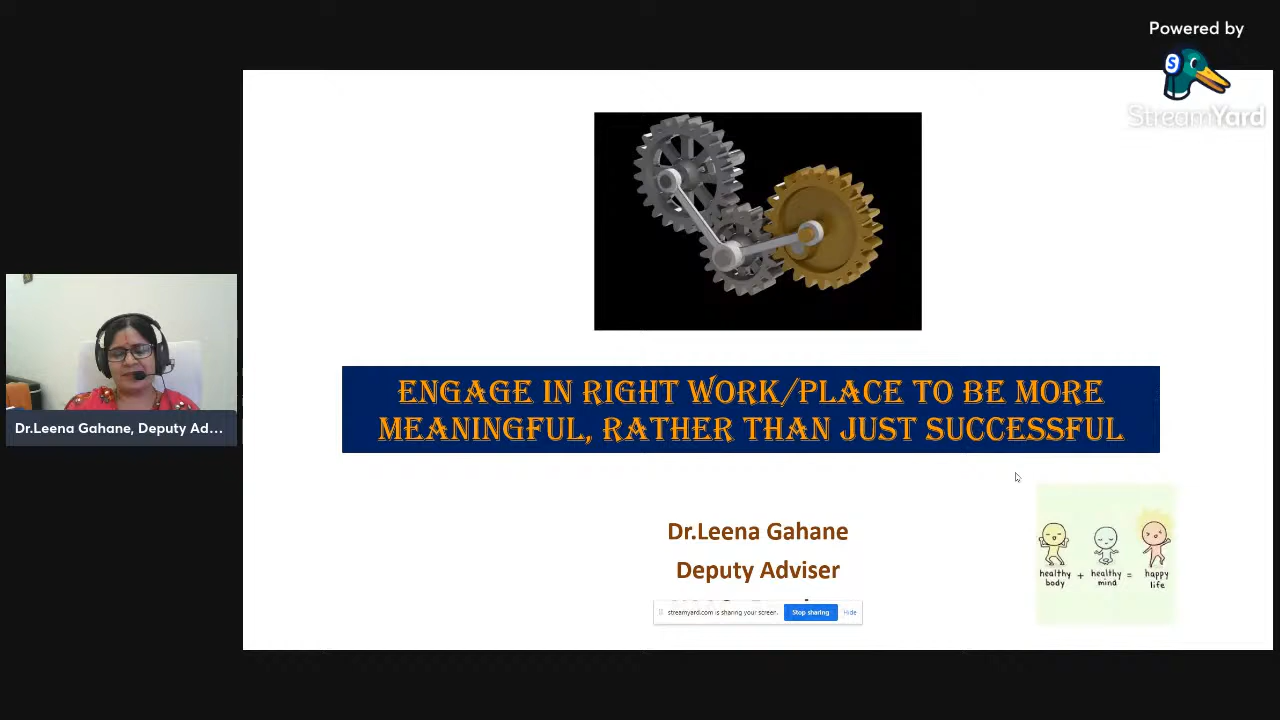 Powered by
StreamYard
ENGAGE IN RIGHT WORK/PLACE TO BE MORE
MEANINGFUL, RATHER THAN JUST SUCCESSFUL
Dr.Leena Gahane, Deputy Ad...
Dr.Leena Gahane
Deputy Adviser
streamyard.com is sharing your screen.
Stop sharing
Hide
healthy body + healthy mind = happy life